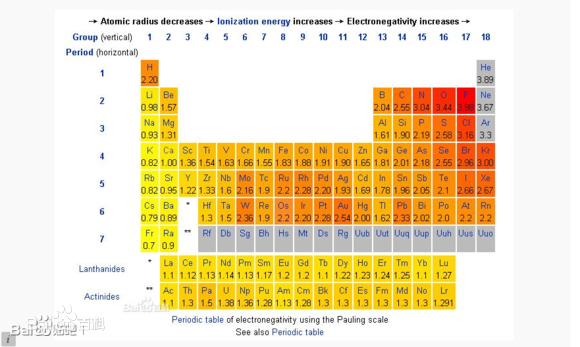 → Atomic radius decreases → Ionization energy increases → Electronegativity increases →
Group (vertical) 1 2 3 4 5 6 7 8 9 10 11 12 13 14 15 16 17 18
Period (horizontal)
1 H He
2.20 3.89
2 Li Be B C N O F Ne
0.98 1.57 2.04 2.55 3.04 3.44 3.98 3.67
3 Na Mg Al Si P S Cl Ar
0.93 1.31 1.61 1.90 2.19 2.58 3.16 3.3
4 K Ca Sc Ti V Cr Mn Fe Co Ni Cu Zn Ga Ge As Se Br Kr
0.82 1.00 1.36 1.54 1.63 1.66 1.55 1.83 1.88 1.91 1.90 1.65 1.81 2.01 2.18 2.55 2.96 3.00
5 Rb Sr Y Zr Nb Mo Tc Ru Rh Pd Ag Cd In Sn Sb Te I Xe
0.82 0.95 1.22 1.33 1.6 2.16 1.9 2.2 2.28 2.20 1.93 1.69 1.78 1.96 2.05 2.1 2.66 2.67
6 Cs Ba * Hf Ta W Re Os Ir Pt Au Hg Tl Pb Bi Po At Rn
0.79 0.89 1.3 1.5 2.36 1.9 2.2 2.20 2.28 2.54 2.00 1.62 2.33 2.02 2.0 2.2 2.2
7 Fr Ra ** Rf Db Sg Bh Hs Mt Ds Rg Uub Uut Uuq Uup Uuh Uus Uuo
0.7 0.9
Lanthanides * La Ce Pr Nd Pm Sm Eu Gd Tb Dy Ho Er Tm Yb Lu
1.1 1.12 1.13 1.14 1.13 1.17 1.2 1.2 1.1 1.22 1.23 1.24 1.25 1.1 1.27
Actinides ** Ac Th Pa U Np Pu Am Cm Bk Cf Es Fm Md No Lr
1.1 1.3 1.5 1.38 1.36 1.28 1.13 1.28 1.3 1.3 1.3 1.3 1.3 1.3 1.291
Periodic table of electronegativity using the Pauling scale
See also Periodic table
Bai百科
Bai贴吧